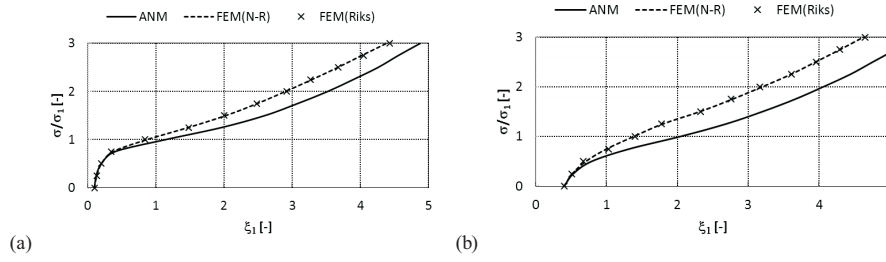 ANM FEM(N-R) FEM(Riks)
3
2
1
0
σ/σ1 [-]
0 1 2 3 4 5
ξ1 [-]
(a)
ANM FEM(N-R) FEM(Riks)
3
2
1
0
σ/σ1 [-]
0 1 2 3 4
ξ1 [-]
(b)